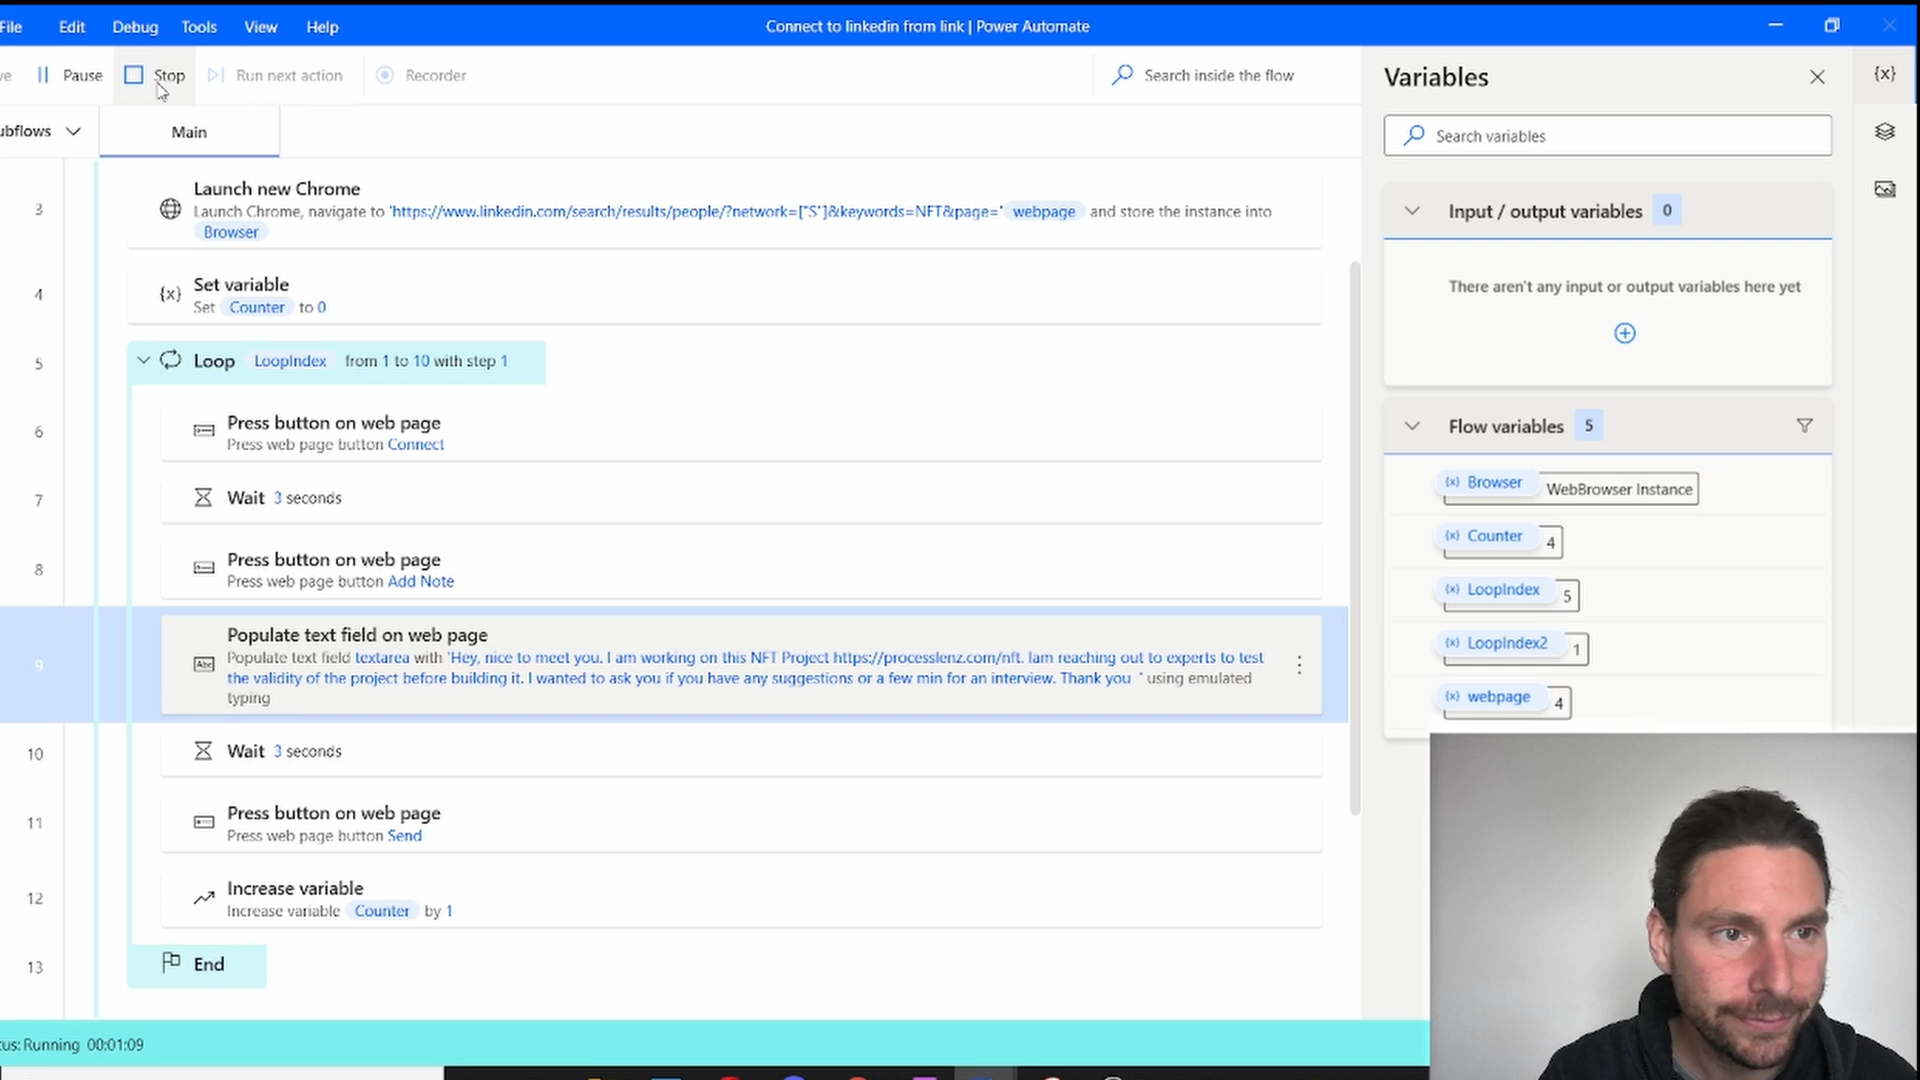 File Edit Debug Tools View Help
Connect to linkedin from link | Power Automate
ve Pause Stop Run next action Recorder
Search inside the flow
ubflows
Main
3
Launch new Chrome
Launch Chrome, navigate to 'https://www.linkedin.com/search/results/people/?network=["S"]&keywords=NFT&page=' webpage and store the instance into
Browser
4
{x} Set variable
Set Counter to 0
5
Loop LoopIndex from 1 to 10 with step 1
6
Press button on web page
Press web page button Connect
7
Wait 3 seconds
8
Press button on web page
Press web page button Add Note
9
Abc
Populate text field on web page
Populate text field textarea with 'Hey, nice to meet you. I am working on this NFT Project https://processlenz.com/nft. Iam reaching out to experts to test
the validity of the project before building it. I wanted to ask you if you have any suggestions or a few min for an interview. Thank you ' using emulated
typing
10
Wait 3 seconds
11
Press button on web page
Press web page button Send
12
Increase variable
Increase variable Counter by 1
13
End
tus: Running 00:01:09
Variables
{x}
Search variables
Input / output variables 0
There aren't any input or output variables here yet
Flow variables 5
{x} Browser WebBrowser Instance
{x} Counter 4
{x} LoopIndex 5
{x} LoopIndex2 1
{x} webpage 4